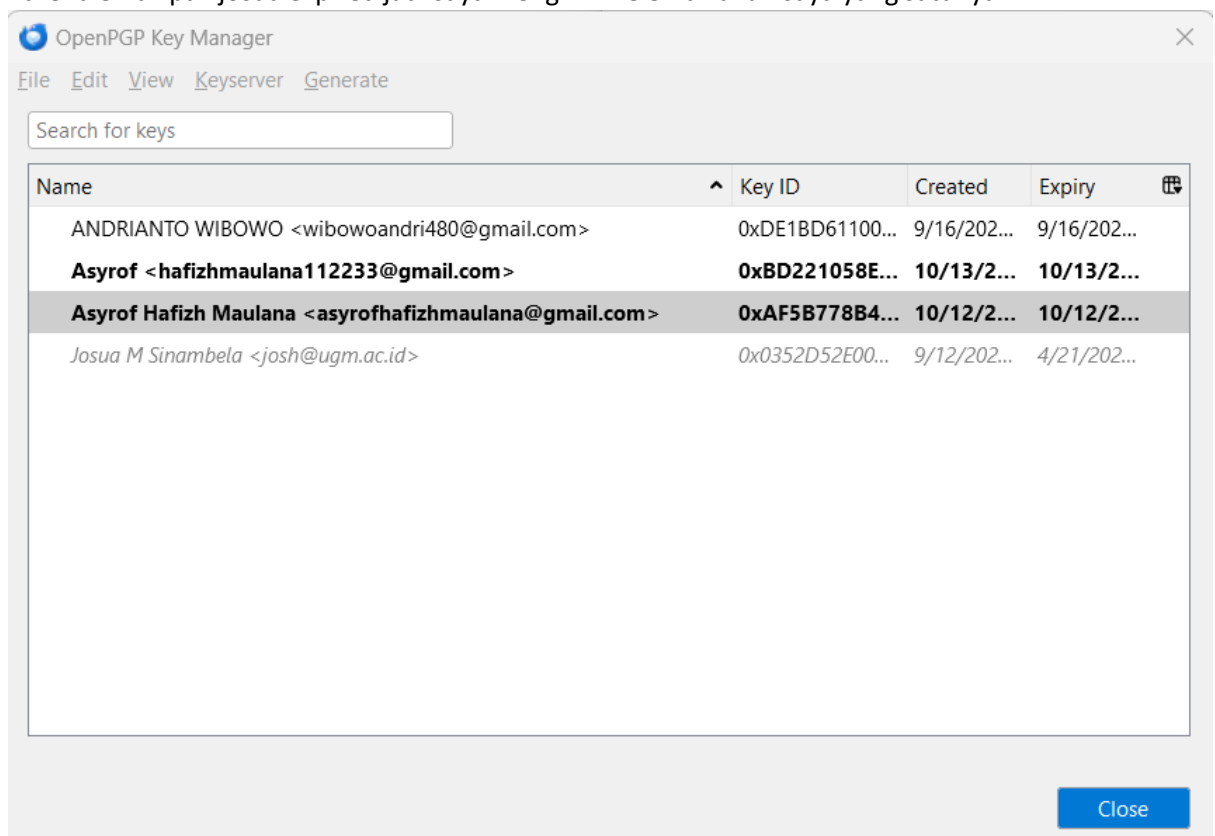 OpenPGP Key Manager
File Edit View Keyserver Generate
Search for keys
Name Key ID Created Expiry
ANDRIANTO WIBOWO <wibowoandri480@gmail.com> 0xDE1BD61100... 9/16/202... 9/16/202...
Asyrof <hafizhmaulana112233@gmail.com> 0xBD221058E... 10/13/2... 10/13/2...
Asyrof Hafizh Maulana <asyrofhafizhmaulana@gmail.com> 0xAF5B778B4... 10/12/2... 10/12/2...
Josua M Sinambela <josh@ugm.ac.id> 0x0352D52E00... 9/12/202... 4/21/202...
Close